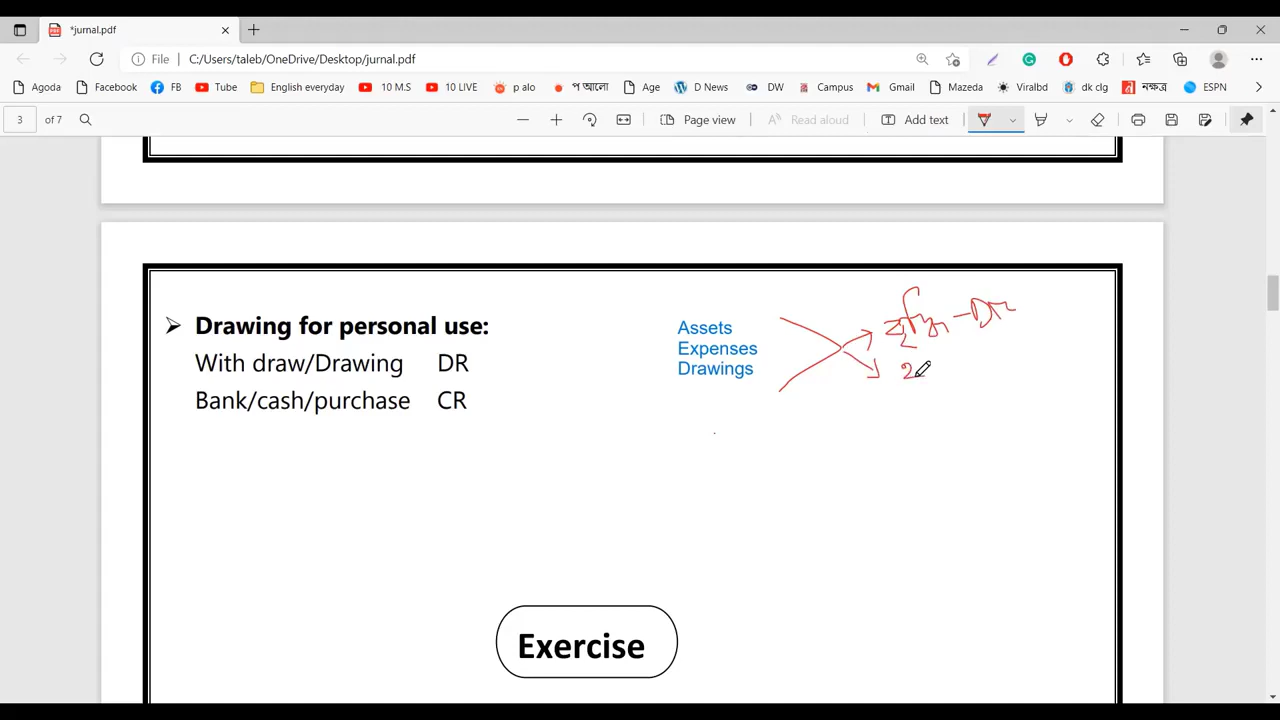 *jurnal.pdf
File C:/Users/taleb/OneDrive/Desktop/jurnal.pdf
Agoda Facebook FB Tube English everyday 10 M.S 10 LIVE p alo প আলো Age D News DW Campus Gmail Mazeda Viralbd dk clg নক্ষত্র ESPN
3 of 7 Page view Read aloud Add text
➢ Drawing for personal use:
With draw/Drawing DR
Bank/cash/purchase CR
Assets
Expenses
Drawings
-DR
Exercise